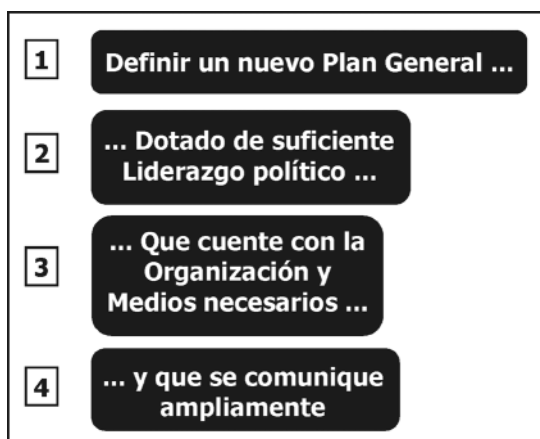 1
Definir un nuevo Plan General ...
2
... Dotado de suficiente
Liderazgo político ...
3
... Que cuente con la
Organización y
Medios necesarios ...
4
... y que se comunique
ampliamente